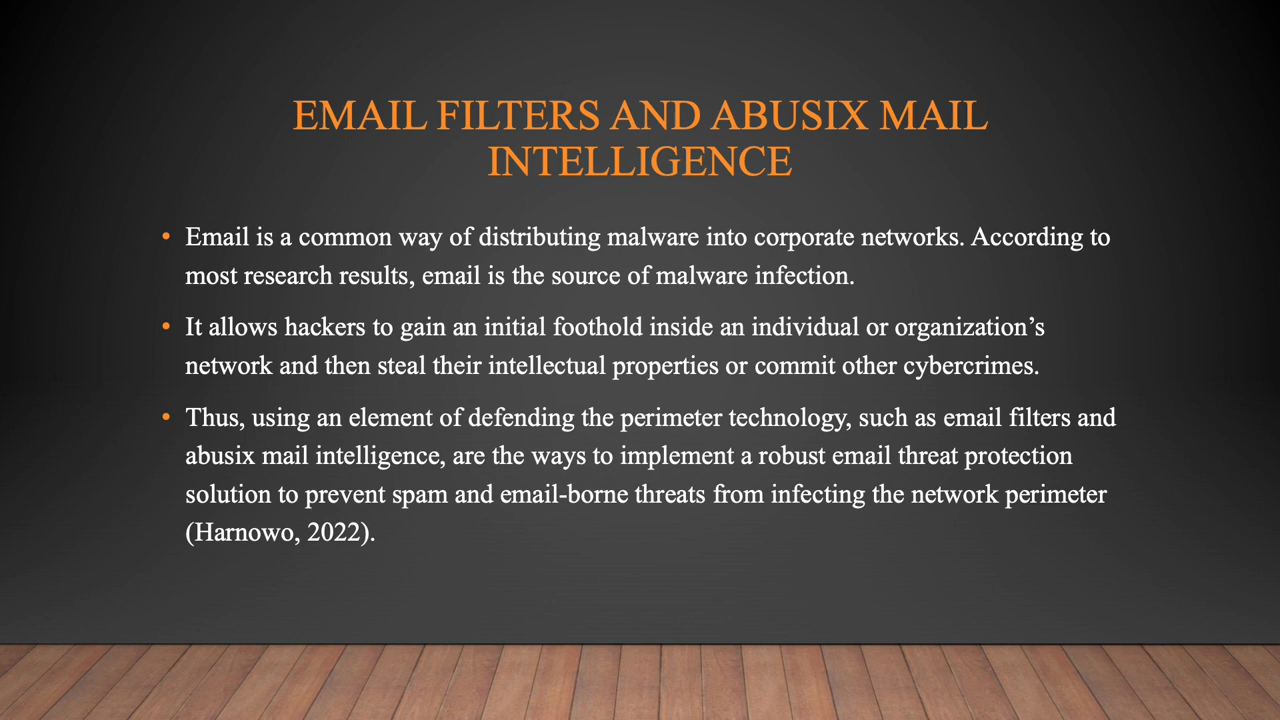 EMAIL FILTERS AND ABUSIX MAIL
INTELLIGENCE
• Email is a common way of distributing malware into corporate networks. According to
most research results, email is the source of malware infection.
• It allows hackers to gain an initial foothold inside an individual or organization’s
network and then steal their intellectual properties or commit other cybercrimes.
• Thus, using an element of defending the perimeter technology, such as email filters and
abusix mail intelligence, are the ways to implement a robust email threat protection
solution to prevent spam and email-borne threats from infecting the network perimeter
(Harnowo, 2022).